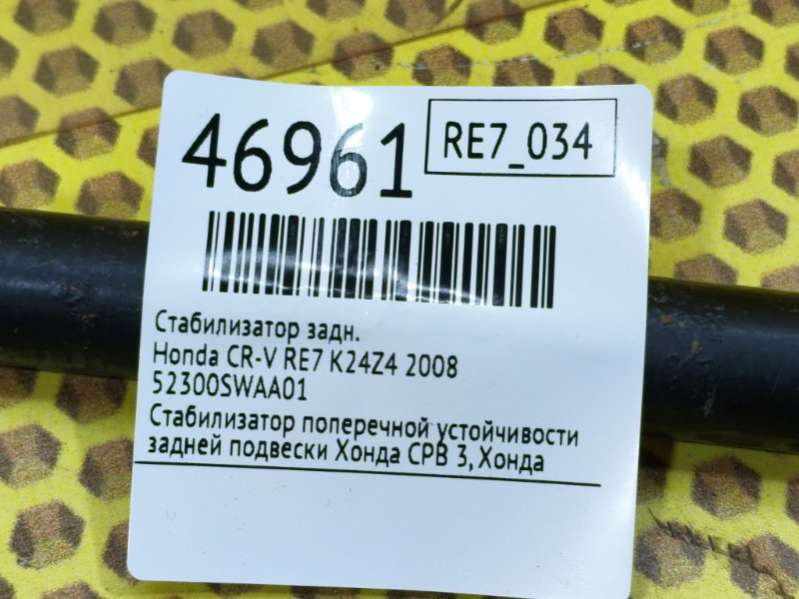 46961
RE7_034
Стабилизатор задн.
Honda CR-V RE7 K24Z4 2008
52300SWAA01
Стабилизатор поперечной устойчивости
задней подвески Хонда СРВ 3, Хонда